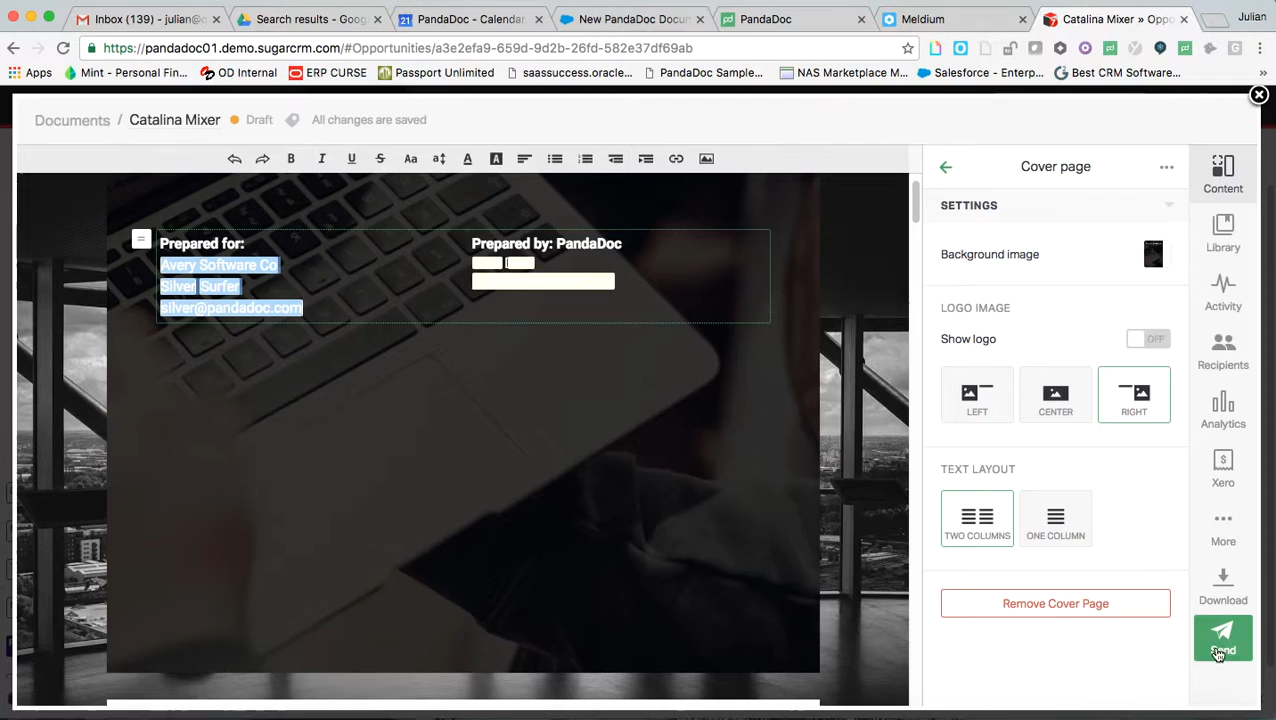 Inbox (139) - julian@
Search results - Goog
21 PandaDoc - Calendar
New PandaDoc Docum
PandaDoc
Meldium
Catalina Mixer » Oppo
Julian
https://pandadoc01.demo.sugarcrm.com/#Opportunities/a3e2efa9-659d-9d2b-26fd-582e37df69ab
Apps
Mint - Personal Fin...
OD Internal
ERP CURSE
Passport Unlimited
saassuccess.oracle...
PandaDoc Sample...
NAS Marketplace M...
Salesforce - Enterp...
Best CRM Software...
»
Documents / Catalina Mixer Draft All changes are saved
B I U S Aa A A
Cover page
SETTINGS
Background image
LOGO IMAGE
Show logo OFF
LEFT CENTER RIGHT
TEXT LAYOUT
TWO COLUMNS ONE COLUMN
Remove Cover Page
Prepared for:
Avery Software Co
Silver Surfer
silver@pandadoc.com
Prepared by: PandaDoc
Content
Library
Activity
Recipients
Analytics
Xero
More
Download
Send